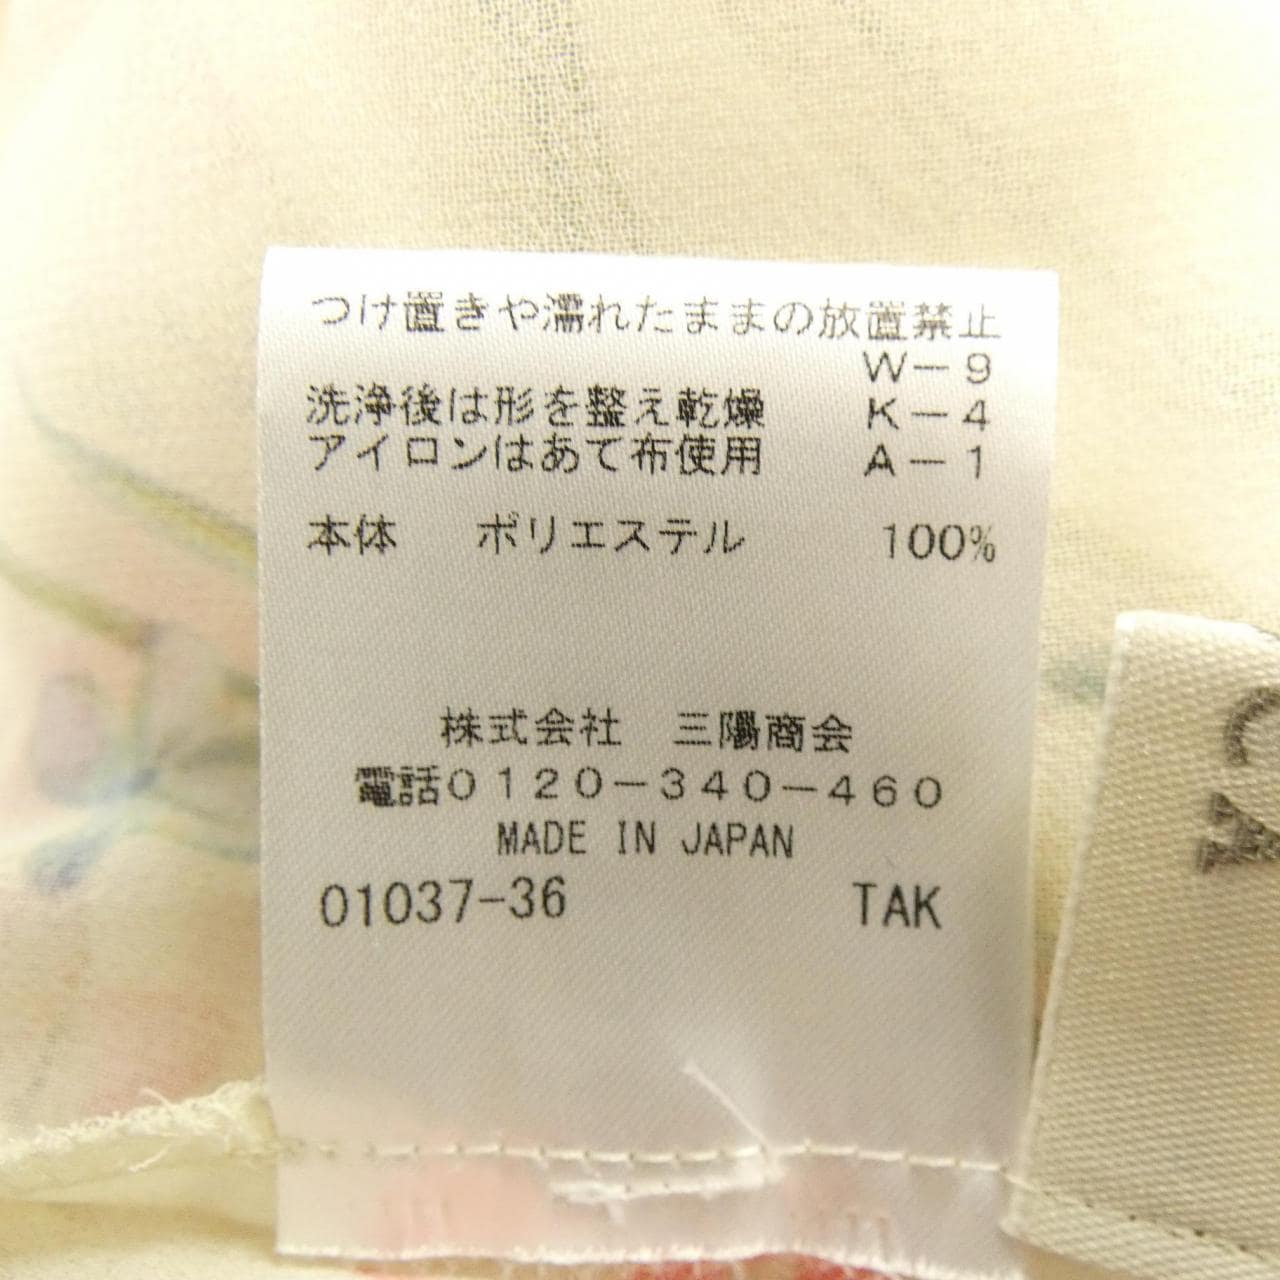 つけ置きや濡れたままの放置禁止
W－9
洗浄後は形を整え乾燥 K－4
アイロンはあて布使用 A－1
本体 ポリエステル 100%
株式会社 三陽商会
電話0120－340－460
MADE IN JAPAN
01037-36 TAK
CA